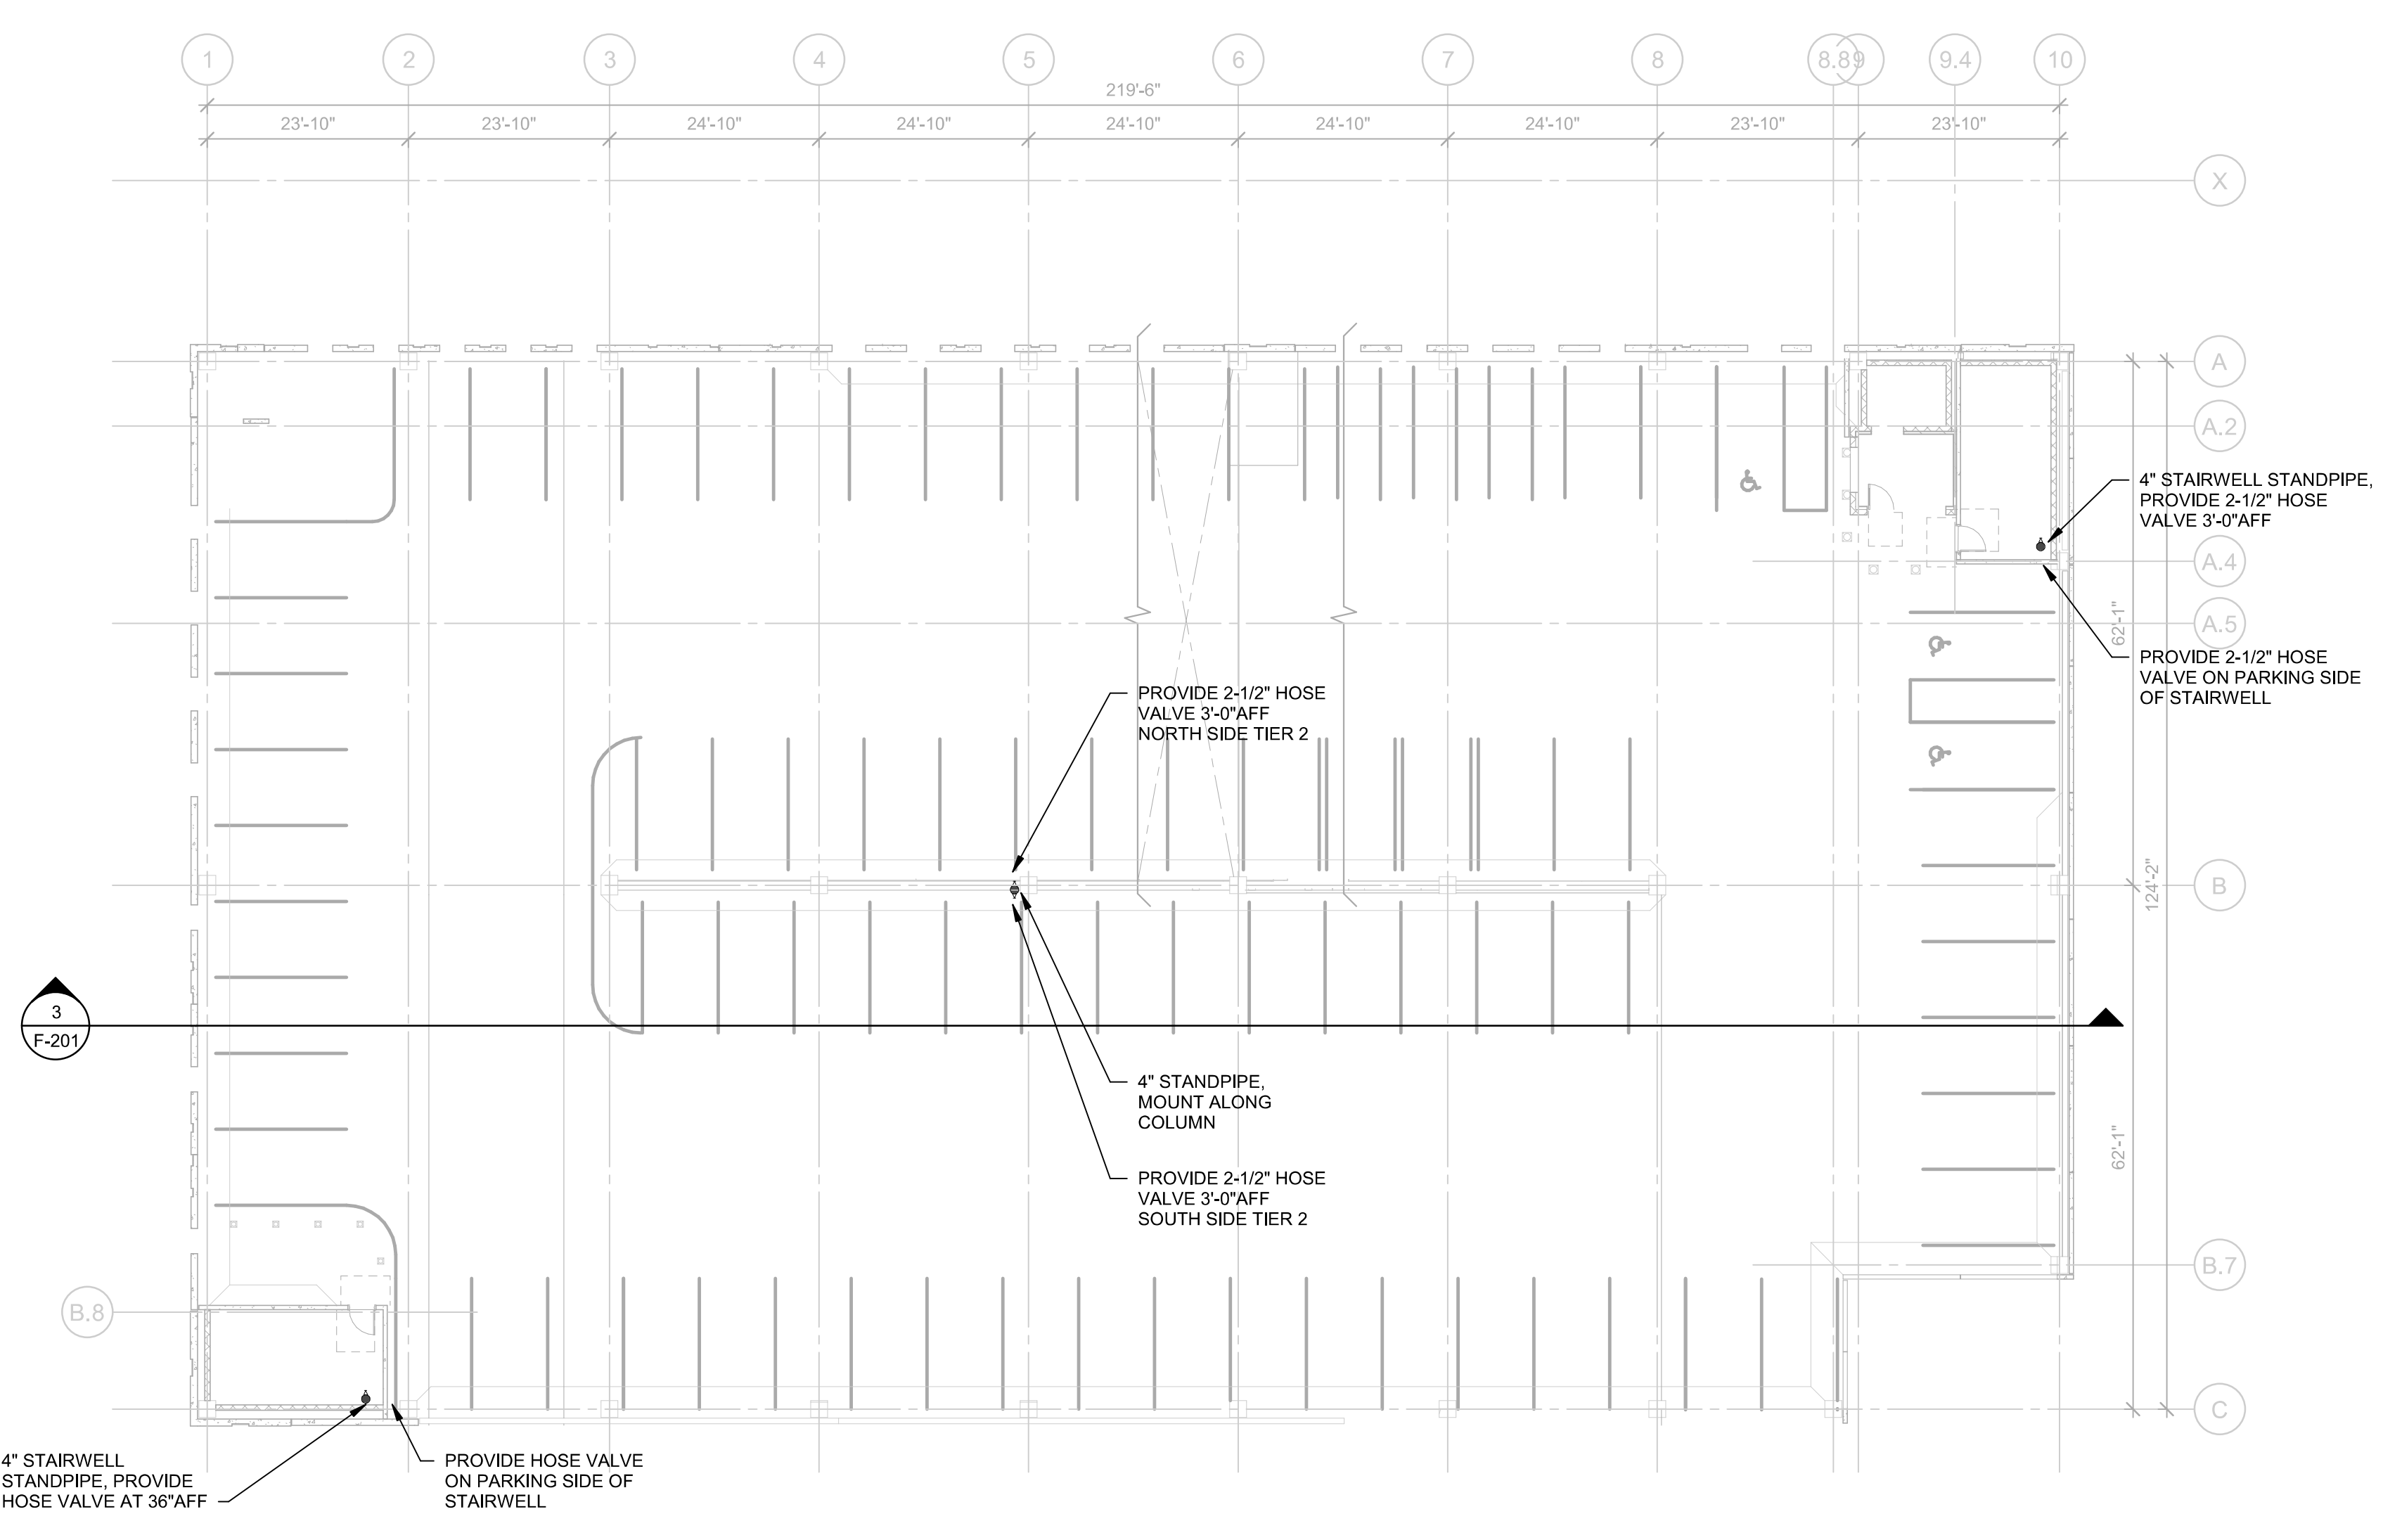 1 2 3 4 5 6 7 8 8.8 9 9.4 10
219'-6"
23'-10" 23'-10" 24'-10" 24'-10" 24'-10" 24'-10" 24'-10" 23'-10" 23'-10"
X
A
A.2
4" STAIRWELL STANDPIPE,
PROVIDE 2-1/2" HOSE
VALVE 3'-0"AFF
A.4
A.5
62'-1"
PROVIDE 2-1/2" HOSE
VALVE ON PARKING SIDE
OF STAIRWELL
PROVIDE 2-1/2" HOSE
VALVE 3'-0"AFF
NORTH SIDE TIER 2
B
124'-2"
3
F-201
4" STANDPIPE,
MOUNT ALONG
COLUMN
62'-1"
PROVIDE 2-1/2" HOSE
VALVE 3'-0"AFF
SOUTH SIDE TIER 2
B.7
B.8
C
4" STAIRWELL
STANDPIPE, PROVIDE
HOSE VALVE AT 36"AFF
PROVIDE HOSE VALVE
ON PARKING SIDE OF
STAIRWELL